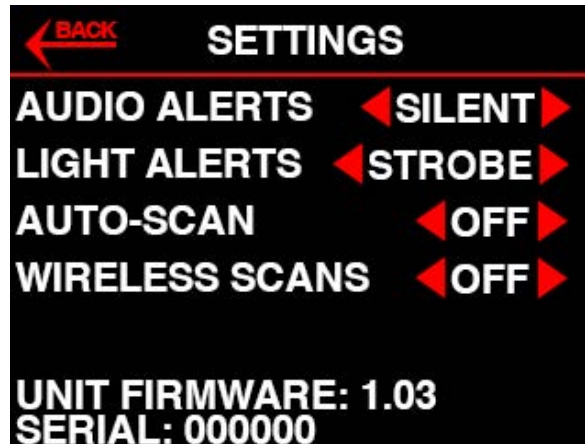 BACK SETTINGS
AUDIO ALERTS SILENT
LIGHT ALERTS STROBE
AUTO-SCAN OFF
WIRELESS SCANS OFF
UNIT FIRMWARE: 1.03
SERIAL: 000000